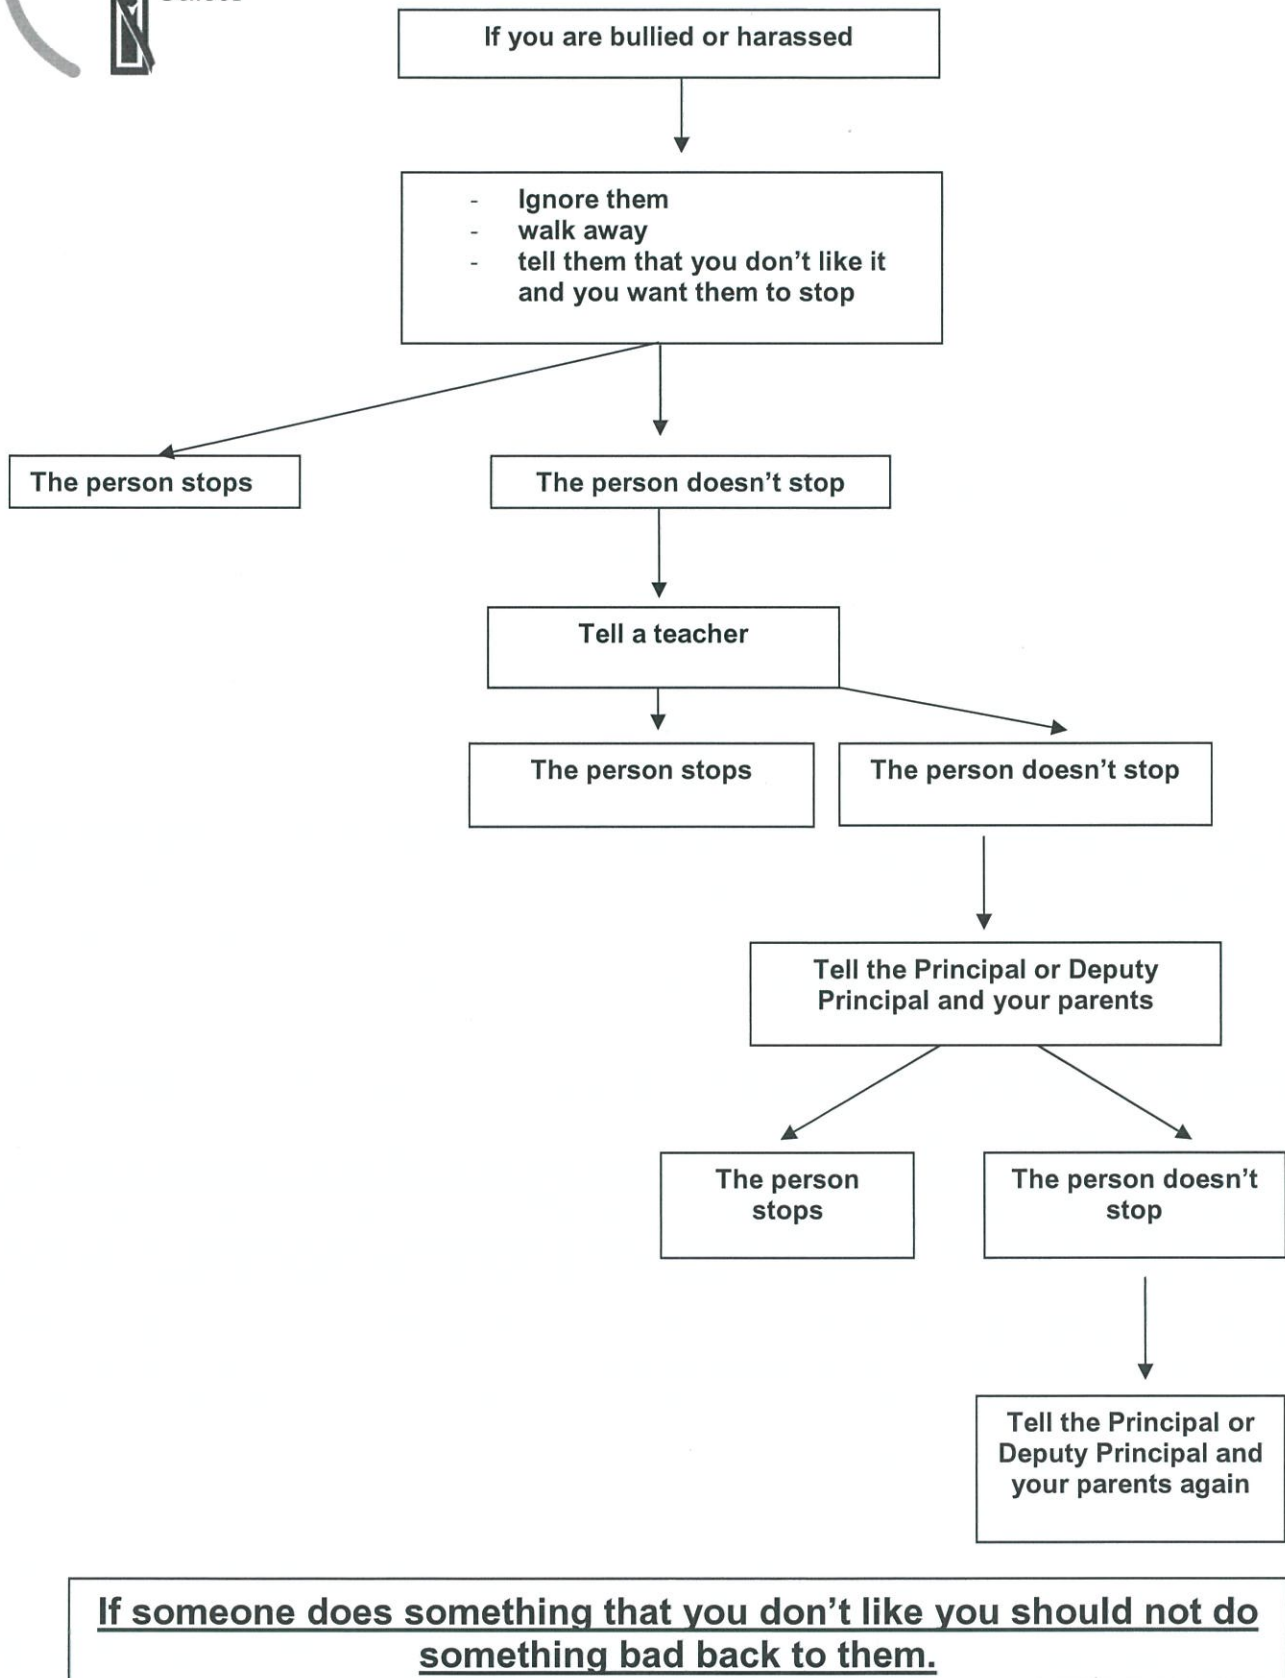 If you are bullied or harassed
- Ignore them
- walk away
- tell them that you don't like it
and you want them to stop
The person stops
The person doesn't stop
Tell a teacher
The person stops
The person doesn't stop
Tell the Principal or Deputy
Principal and your parents
The person
stops
The person doesn't
stop
Tell the Principal or
Deputy Principal and
your parents again
If someone does something that you don't like you should not do
something bad back to them.